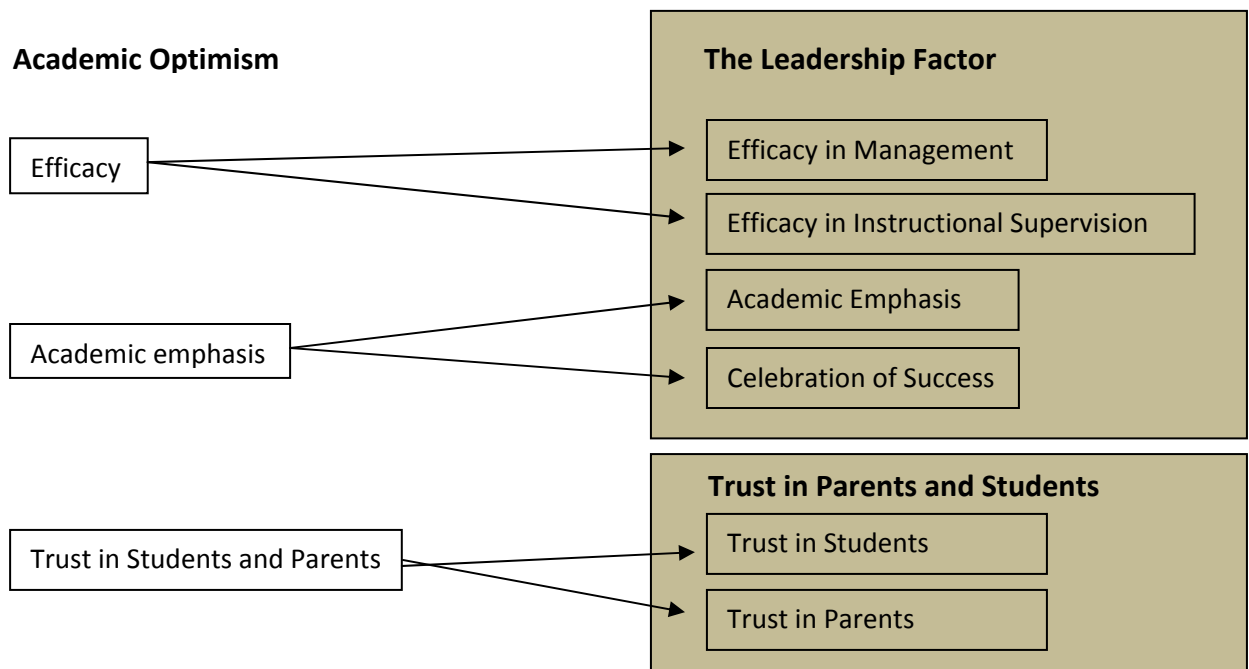 Academic Optimism
The Leadership Factor
Efficacy
Efficacy in Management
Efficacy in Instructional Supervision
Academic emphasis
Academic Emphasis
Celebration of Success
Trust in Parents and Students
Trust in Students and Parents
Trust in Students
Trust in Parents